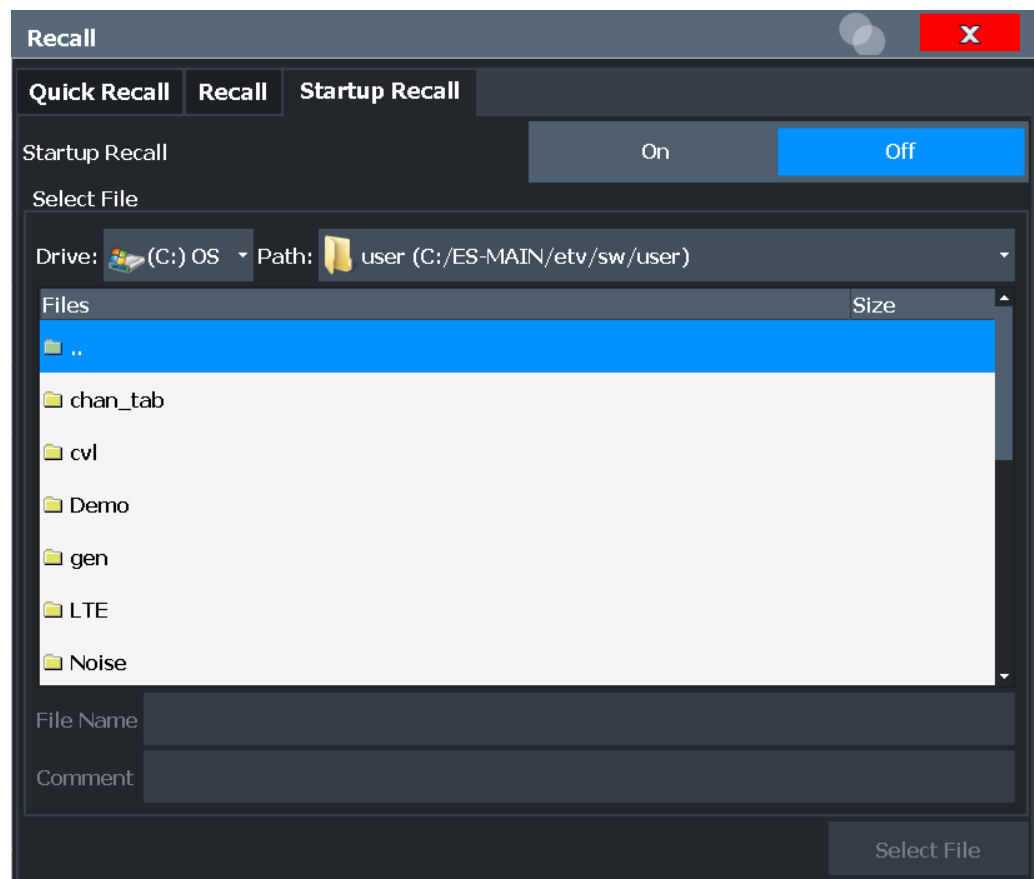 Recall
X
Quick Recall Recall Startup Recall
Startup Recall On Off
Select File
Drive: (C:) OS Path: user (C:/ES-MAIN/etv/sw/user)
Files Size
..
chan_tab
cvl
Demo
gen
LTE
Noise
File Name
Comment
Select File